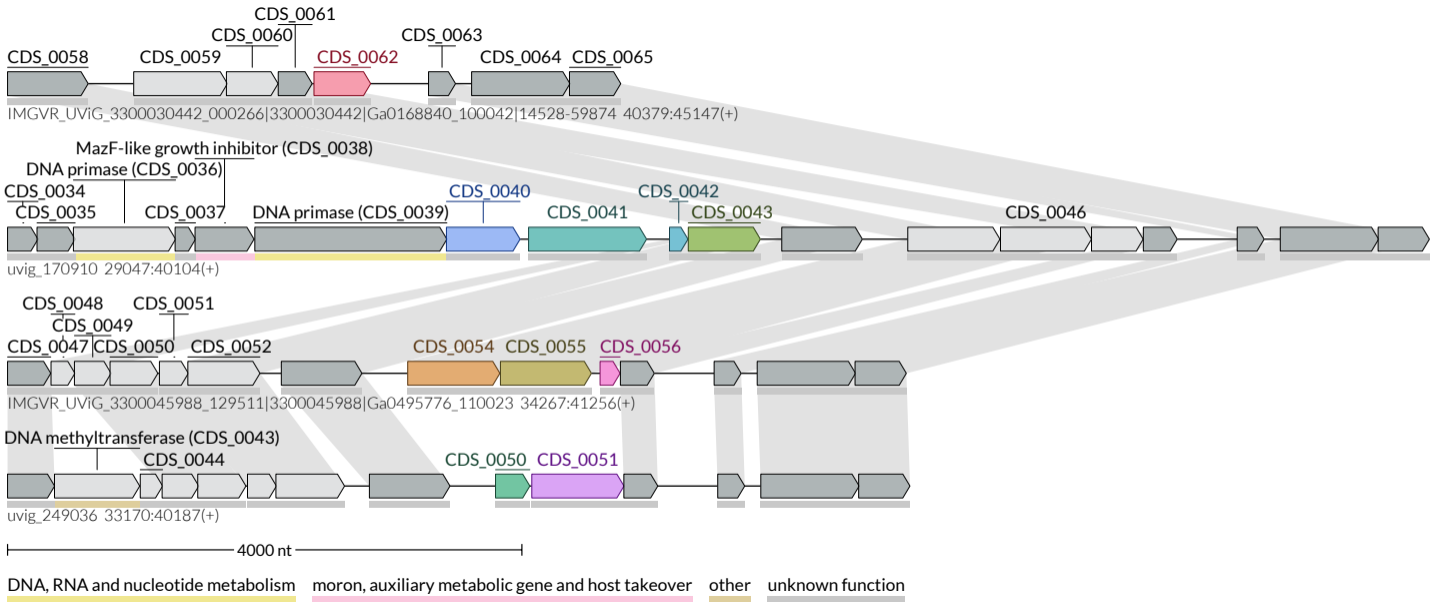 CDS_0061
CDS_0060 CDS_0063
CDS_0058 CDS_0059 CDS_0062 CDS_0064 CDS_0065
IMGVR_UViG_3300030442_000266|3300030442|Ga0168840_100042|14528-59874 40379:45147(+)
MazF-like growth inhibitor (CDS_0038)
DNA primase (CDS_0036)
CDS_0034 CDS_0040 CDS_0042
CDS_0035 CDS_0037 DNA primase (CDS_0039) CDS_0041 CDS_0043 CDS_0046
uvig_170910 29047:40104(+)
CDS_0048 CDS_0051
CDS_0049
CDS_0047 CDS_0050 CDS_0052 CDS_0054 CDS_0055 CDS_0056
IMGVR_UViG_3300045988_129511|3300045988|Ga0495776_110023 34267:41256(+)
DNA methyltransferase (CDS_0043)
CDS_0044 CDS_0050 CDS_0051
uvig_249036 33170:40187(+)
4000 nt
DNA, RNA and nucleotide metabolism moron, auxiliary metabolic gene and host takeover other unknown function